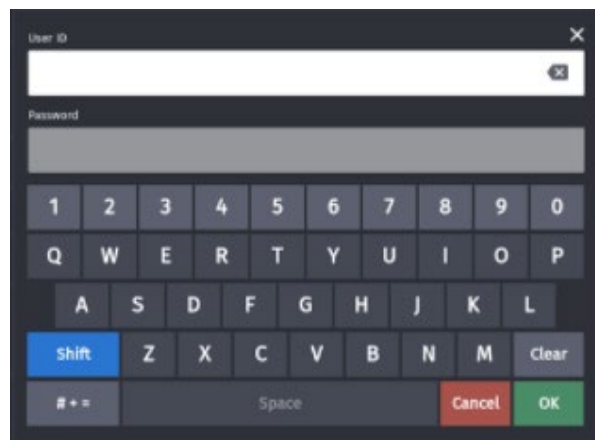 User ID
Password
1 2 3 4 5 6 7 8 9 0
Q W E R T Y U I O P
A S D F G H J K L
Shift Z X C V B N M Clear
# + = Space Cancel OK